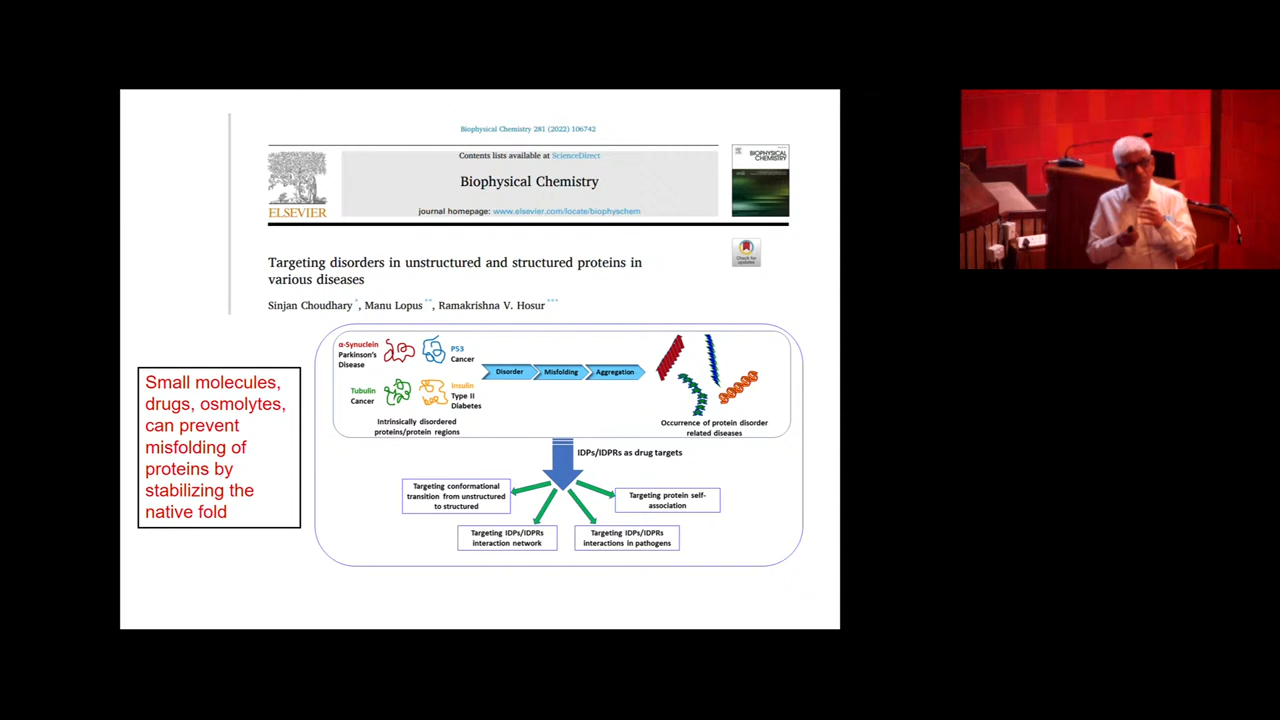 Biophysical Chemistry 281 (2022) 106742
Contents lists available at ScienceDirect
Biophysical Chemistry
journal homepage: www.elsevier.com/locate/biophyschem
ELSEVIER
BIOPHYSICAL
CHEMISTRY
Check for
updates
Targeting disorders in unstructured and structured proteins in
various diseases
Sinjan Choudhary *, Manu Lopus **, Ramakrishna V. Hosur ***
Small molecules,
drugs, osmolytes,
can prevent
misfolding of
proteins by
stabilizing the
native fold
α-Synuclein
Parkinson's
Disease
P53
Cancer
Tubulin
Cancer
Insulin
Type II
Diabetes
Intrinsically disordered
proteins/protein regions
Disorder
Misfolding
Aggregation
Occurrence of protein disorder
related diseases
IDPs/IDPRs as drug targets
Targeting conformational
transition from unstructured
to structured
Targeting protein self-
association
Targeting IDPs/IDPRs
interaction network
Targeting IDPs/IDPRs
interactions in pathogens